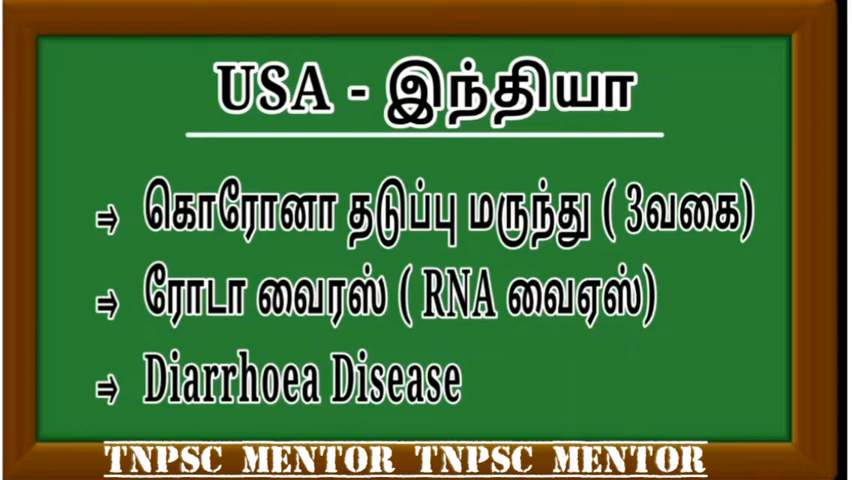 USA - இந்தியா
⇒ கொரோனா தடுப்பு மருந்து ( 3வகை)
⇒ ரோடா வைரஸ் ( RNA வைஏஸ்)
⇒ Diarrhoea Disease
TNPSC MENTOR TNPSC MENTOR